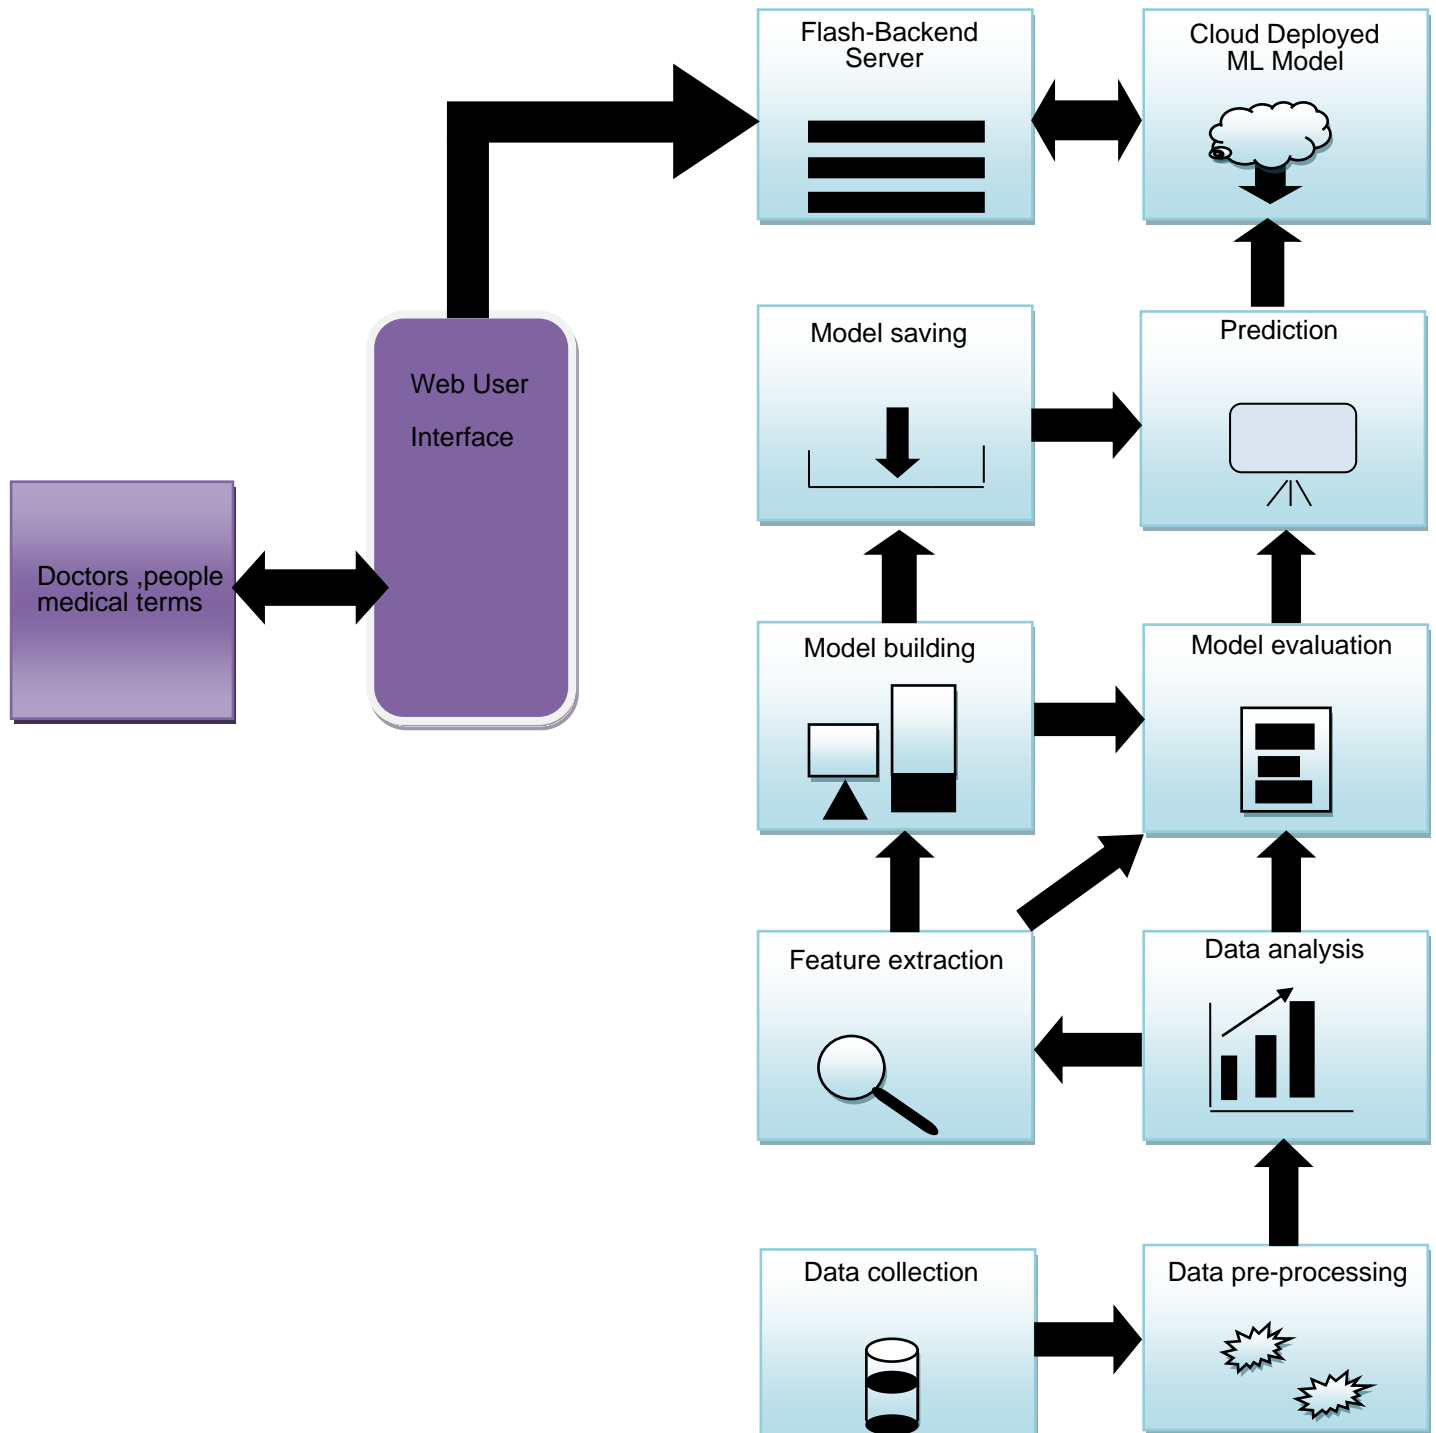 Flash-Backend
Server
Cloud Deployed
ML Model
Model saving
Prediction
Web User
Interface
Doctors ,people
medical terms
Model building
Model evaluation
Feature extraction
Data analysis
Data collection
Data pre-processing